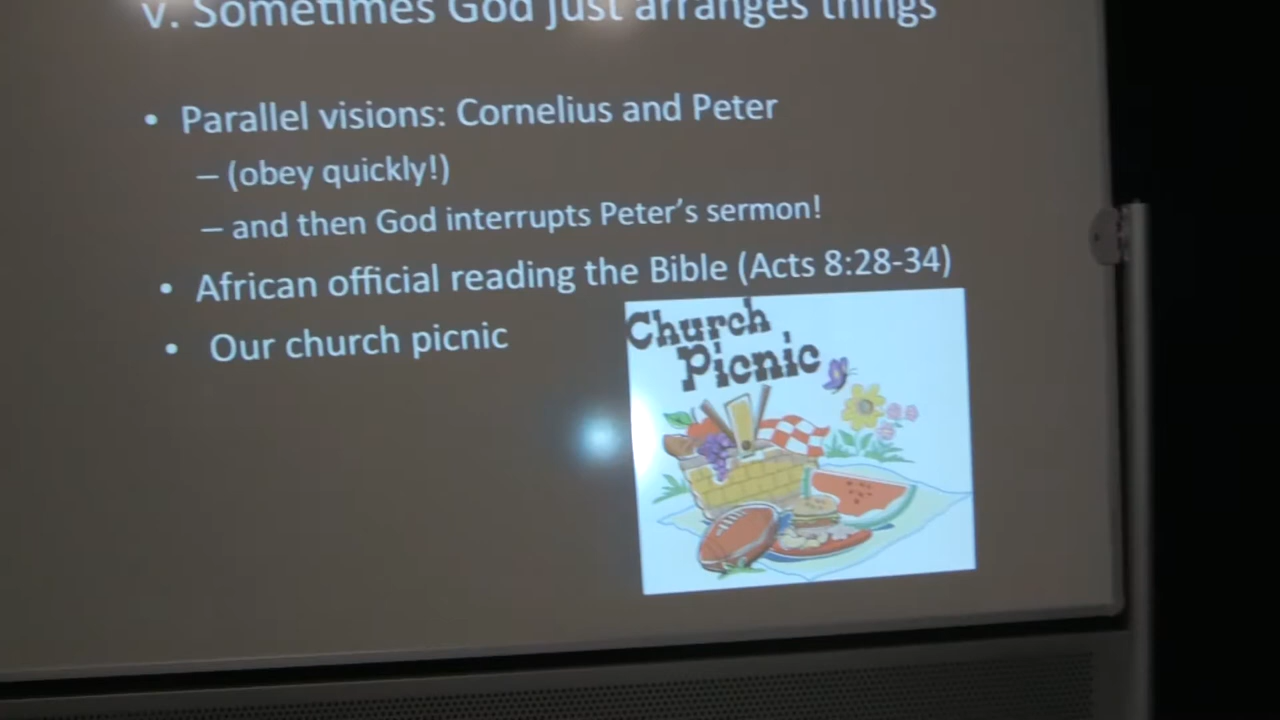 v. Sometimes God just arranges things
• Parallel visions: Cornelius and Peter
– (obey quickly!)
– and then God interrupts Peter's sermon!
• African official reading the Bible (Acts 8:28-34)
• Our church picnic
Church
Picnic